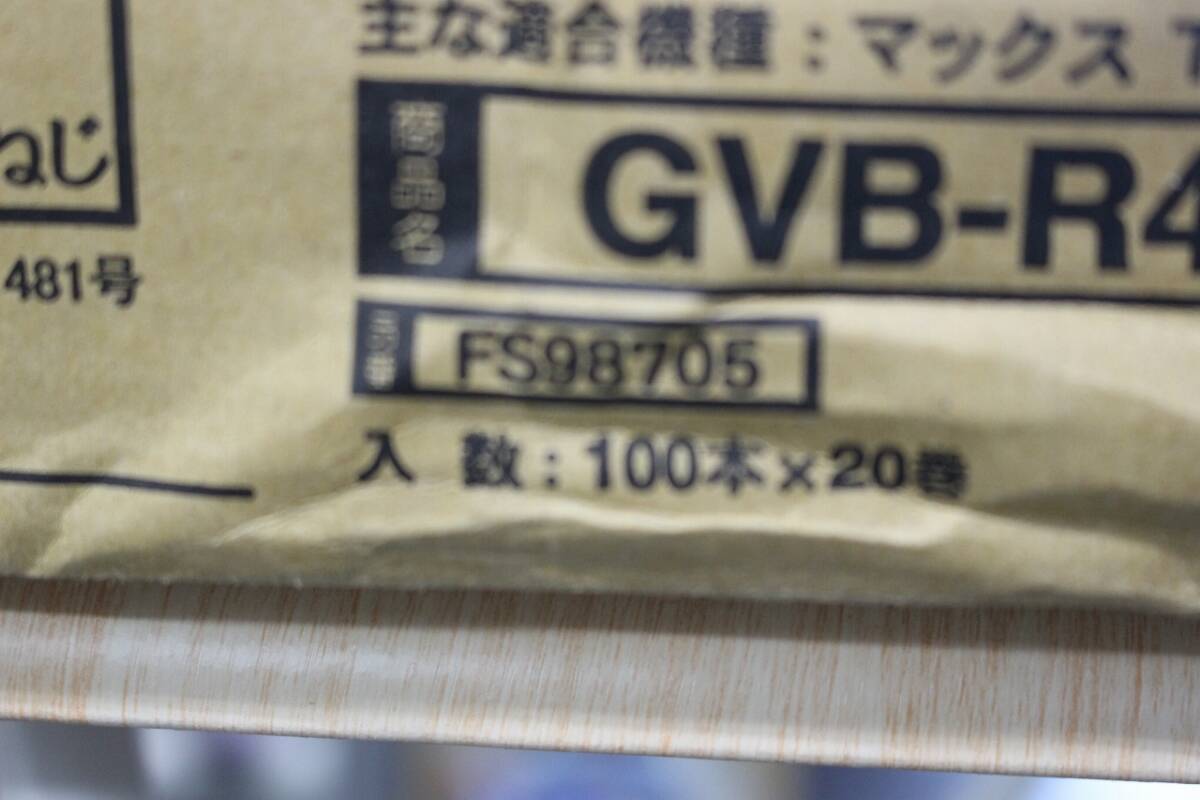 主な適合機種:マックス T
ねじ
商品名 GVB-R4
481号
FS98705
入 数:100本×20巻